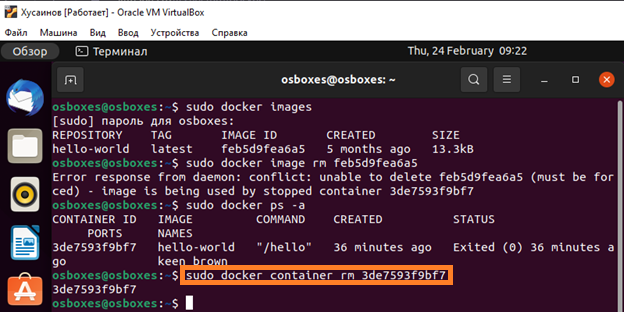 Хусаинов [Работает] - Oracle VM VirtualBox
Файл Машина Вид Ввод Устройства Справка
Обзор Терминал Thu, 24 February 09:22
osboxes@osboxes: ~
osboxes@osboxes:~$ sudo docker images
[sudo] пароль для osboxes:
REPOSITORY TAG IMAGE ID CREATED SIZE
hello-world latest feb5d9fea6a5 5 months ago 13.3kB
osboxes@osboxes:~$ sudo docker image rm feb5d9fea6a5
Error response from daemon: conflict: unable to delete feb5d9fea6a5 (must be for
ced) - image is being used by stopped container 3de7593f9bf7
osboxes@osboxes:~$ sudo docker ps -a
CONTAINER ID IMAGE COMMAND CREATED STATUS
PORTS NAMES
3de7593f9bf7 hello-world "/hello" 36 minutes ago Exited (0) 36 minutes a
go keen_brown
osboxes@osboxes:~$ sudo docker container rm 3de7593f9bf7
3de7593f9bf7
osboxes@osboxes:~$